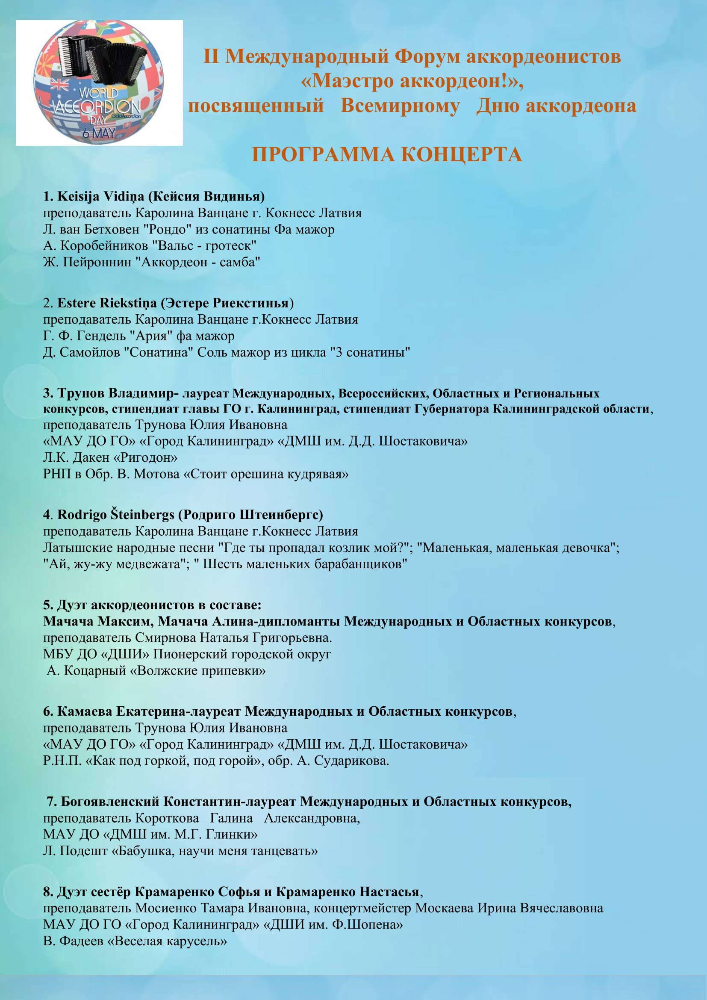 WORLD
ACCORDION
GoldAccordion
DAY
6 MAY
II Международный Форум аккордеонистов
«Маэстро аккордеон!»,
посвященный Всемирному Дню аккордеона
ПРОГРАММА КОНЦЕРТА
1. Keisija Vidiņa (Кейсия Видинья)
преподаватель Каролина Ванцане г. Кокнесс Латвия
Л. ван Бетховен "Рондо" из сонатины Фа мажор
А. Коробейников "Вальс - гротеск"
Ж. Пейроннин "Аккордеон - самба"
2. Estere Riekstiņa (Эстере Риекстинья)
преподаватель Каролина Ванцане г.Кокнесс Латвия
Г. Ф. Гендель "Ария" фа мажор
Д. Самойлов "Сонатина" Соль мажор из цикла "3 сонатины"
3. Трунов Владимир- лауреат Международных, Всероссийских, Областных и Региональных
конкурсов, стипендиат главы ГО г. Калининград, стипендиат Губернатора Калининградской области,
преподаватель Трунова Юлия Ивановна
«МАУ ДО ГО» «Город Калининград» «ДМШ им. Д.Д. Шостаковича»
Л.К. Дакен «Ригодон»
РНП в Обр. В. Мотова «Стоит орешина кудрявая»
4. Rodrigo Šteinbergs (Родриго Штеинбергс)
преподаватель Каролина Ванцане г.Кокнесс Латвия
Латышские народные песни "Где ты пропадал козлик мой?"; "Маленькая, маленькая девочка";
"Ай, жу-жу медвежата"; " Шесть маленьких барабанщиков"
5. Дуэт аккордеонистов в составе:
Мачача Максим, Мачача Алина-дипломанты Международных и Областных конкурсов,
преподаватель Смирнова Наталья Григорьевна.
МБУ ДО «ДШИ» Пионерский городской округ
А. Коцарный «Волжские припевки»
6. Камаева Екатерина-лауреат Международных и Областных конкурсов,
преподаватель Трунова Юлия Ивановна
«МАУ ДО ГО» «Город Калининград» «ДМШ им. Д.Д. Шостаковича»
Р.Н.П. «Как под горкой, под горой», обр. А. Сударикова.
7. Богоявленский Константин-лауреат Международных и Областных конкурсов,
преподаватель Короткова Галина Александровна,
МАУ ДО «ДМШ им. М.Г. Глинки»
Л. Подешт «Бабушка, научи меня танцевать»
8. Дуэт сестёр Крамаренко Софья и Крамаренко Настасья,
преподаватель Мосиенко Тамара Ивановна, концертмейстер Москаева Ирина Вячеславовна
МАУ ДО ГО «Город Калининград» «ДШИ им. Ф.Шопена»
В. Фадеев «Веселая карусель»